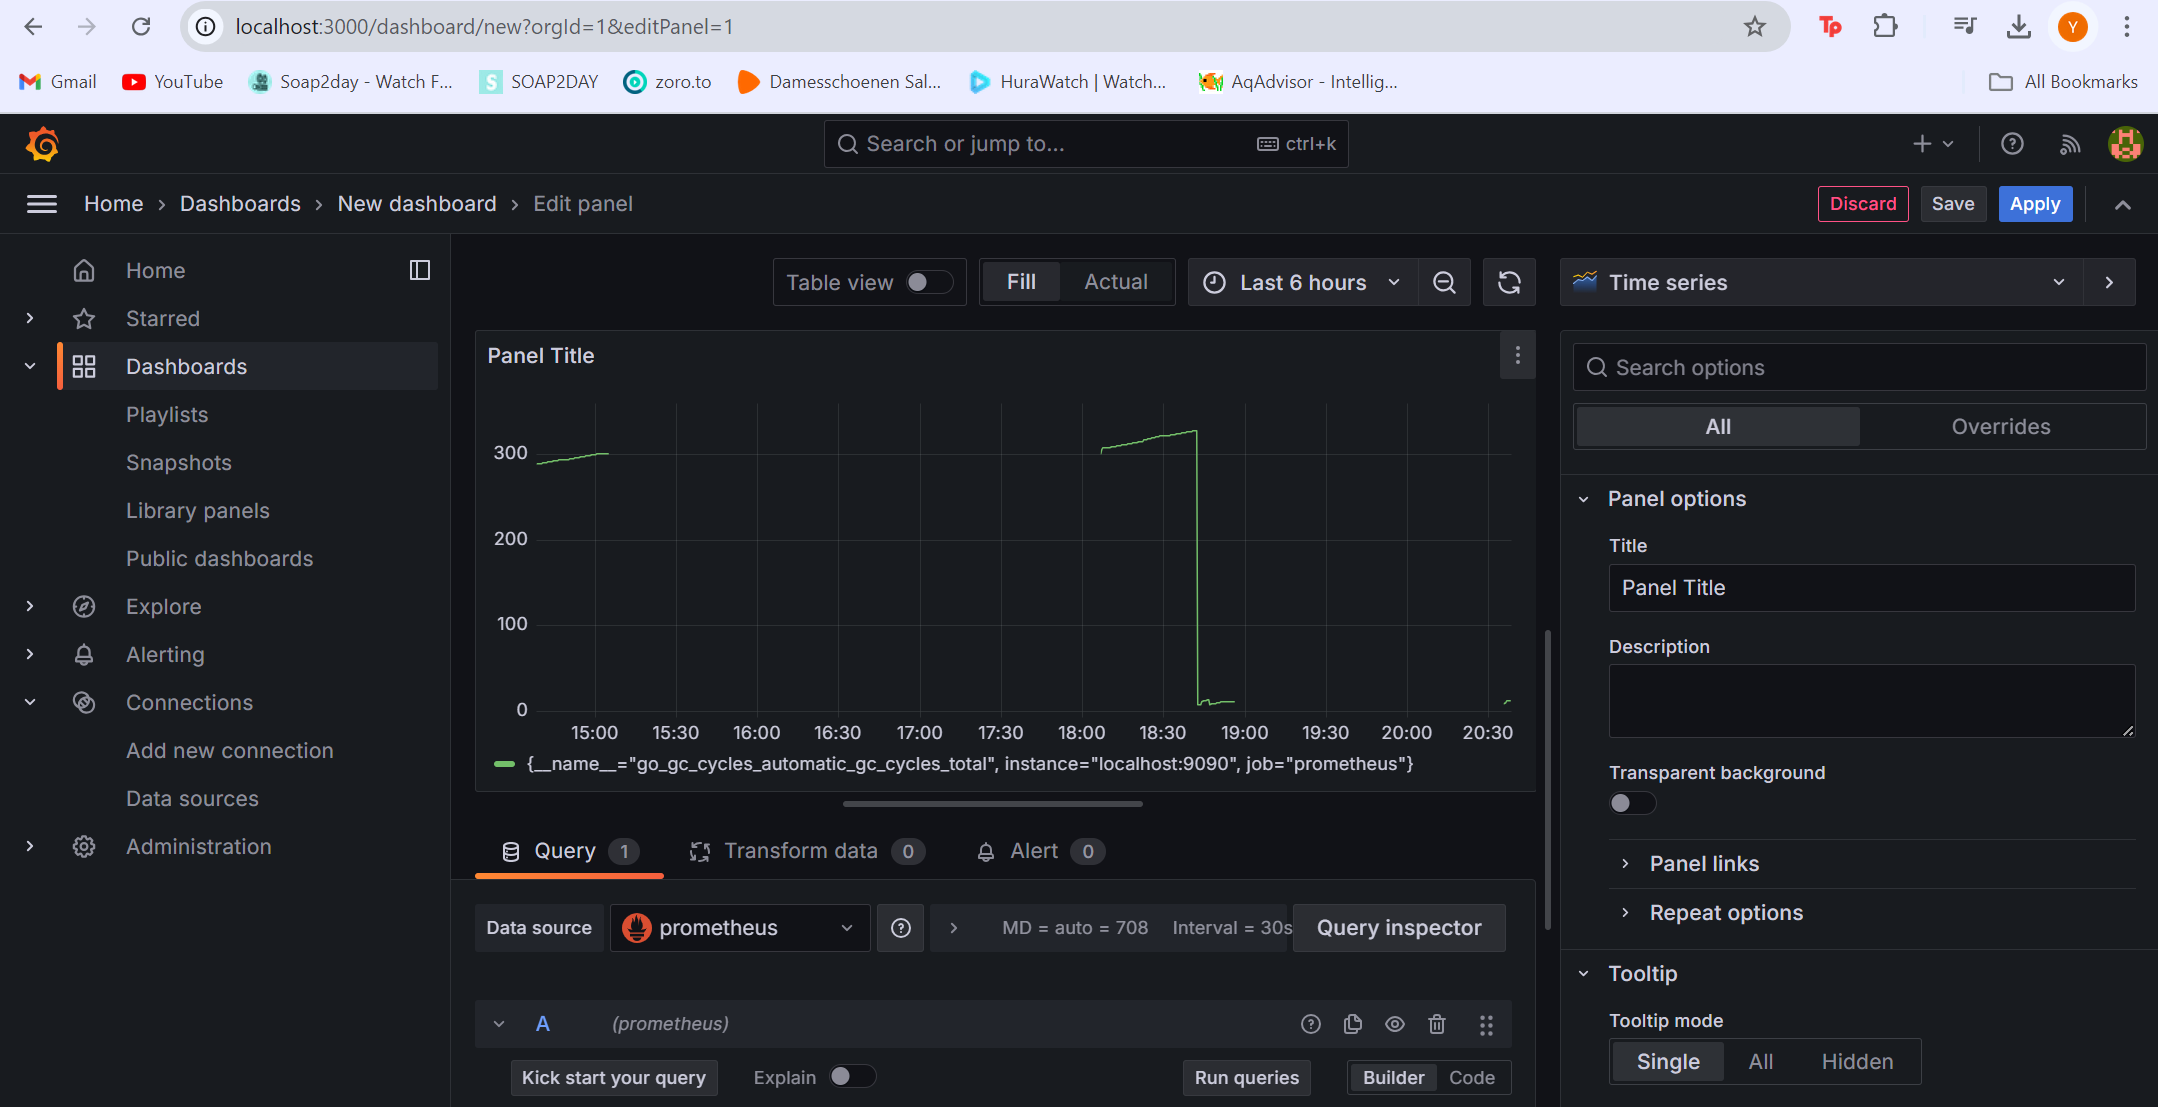 localhost:3000/dashboard/new?orgId=1&editPanel=1
Tp
Y
Gmail
YouTube
Soap2day - Watch F...
S
SOAP2DAY
zoro.to
Damesschoenen Sal...
HuraWatch | Watch...
AqAdvisor - Intellig...
All Bookmarks
Search or jump to...
ctrl+k
Home
Dashboards
New dashboard
Edit panel
Discard
Save
Apply
Home
Starred
Dashboards
Playlists
Snapshots
Library panels
Public dashboards
Explore
Alerting
Connections
Add new connection
Data sources
Administration
Table view
Fill
Actual
Last 6 hours
Panel Title
300
200
100
0
15:00
15:30
16:00
16:30
17:00
17:30
18:00
18:30
19:00
19:30
20:00
20:30
{__name__="go_gc_cycles_automatic_gc_cycles_total", instance="localhost:9090", job="prometheus"}
Query
1
Transform data
0
Alert
0
Data source
prometheus
MD = auto = 708
Interval = 30s
Query inspector
A
(prometheus)
Kick start your query
Explain
Run queries
Builder
Code
Time series
Search options
All
Overrides
Panel options
Title
Panel Title
Description
Transparent background
Panel links
Repeat options
Tooltip
Tooltip mode
Single
All
Hidden